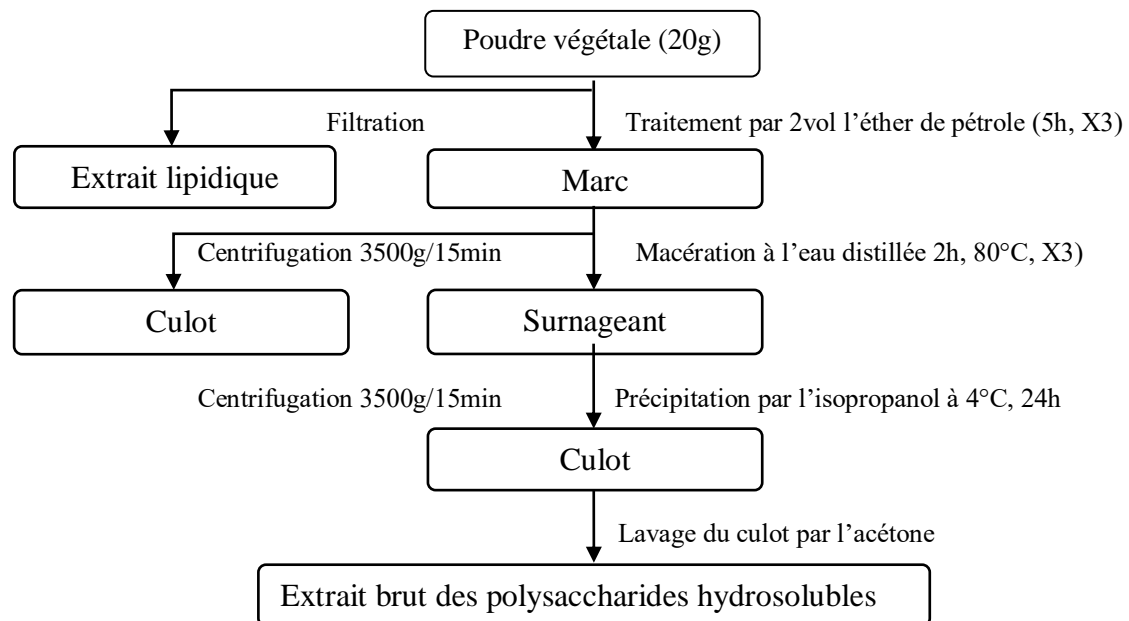 Poudre végétale (20g)
Filtration
Traitement par 2vol l’éther de pétrole (5h, X3)
Extrait lipidique
Marc
Centrifugation 3500g/15min
Macération à l’eau distillée 2h, 80°C, X3)
Culot
Surnageant
Centrifugation 3500g/15min
Précipitation par l’isopropanol à 4°C, 24h
Culot
Lavage du culot par l’acétone
Extrait brut des polysaccharides hydrosolubles